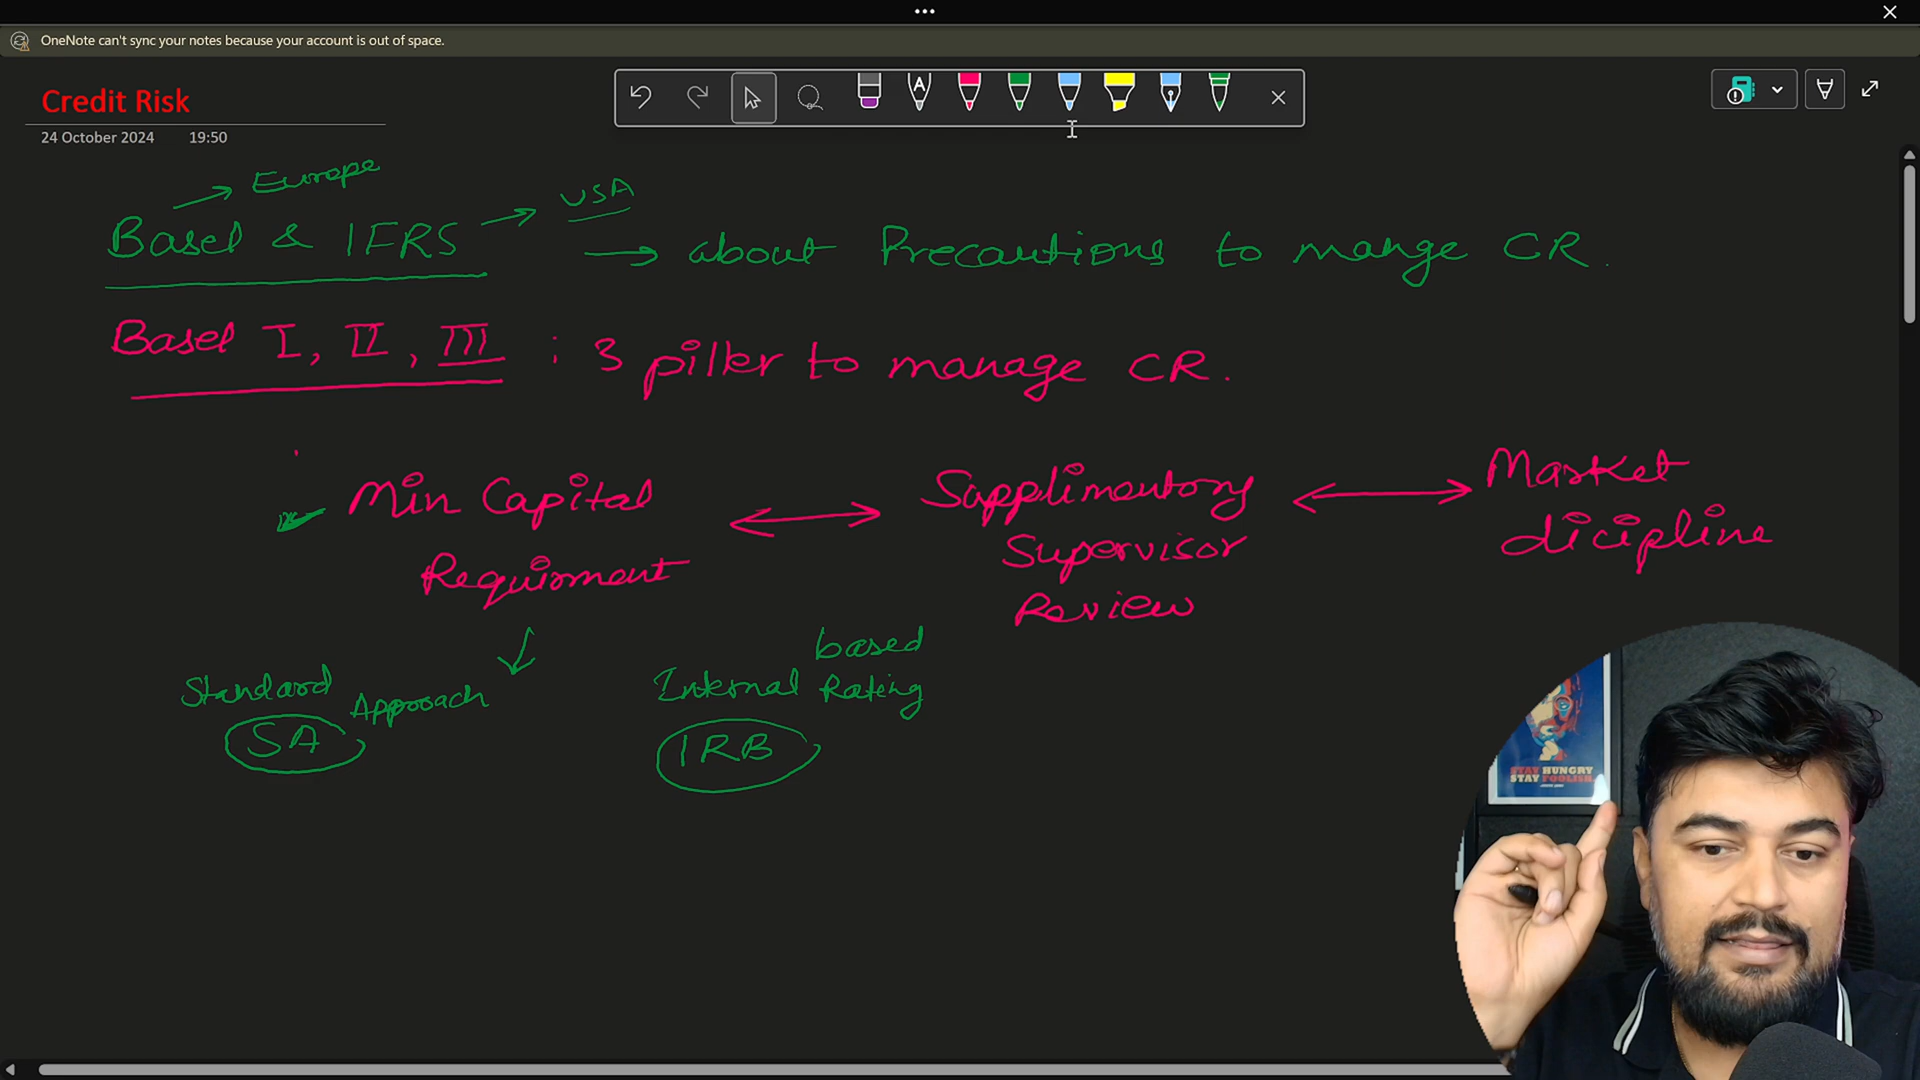 OneNote can't sync your notes because your account is out of space.
Credit Risk
24 October 2024 19:50
Europe
USA
Basel & IFRS
about Precautions to mange CR.
Basel I, II, III : 3 piller to manage CR.
Min Capital
Requirment
Supplimentory
Supervisor
Review
Market
dicipline
Standard
Approach
SA
based
Internal Rating
IRB
STAY HUNGRY
STAY FOOLISH